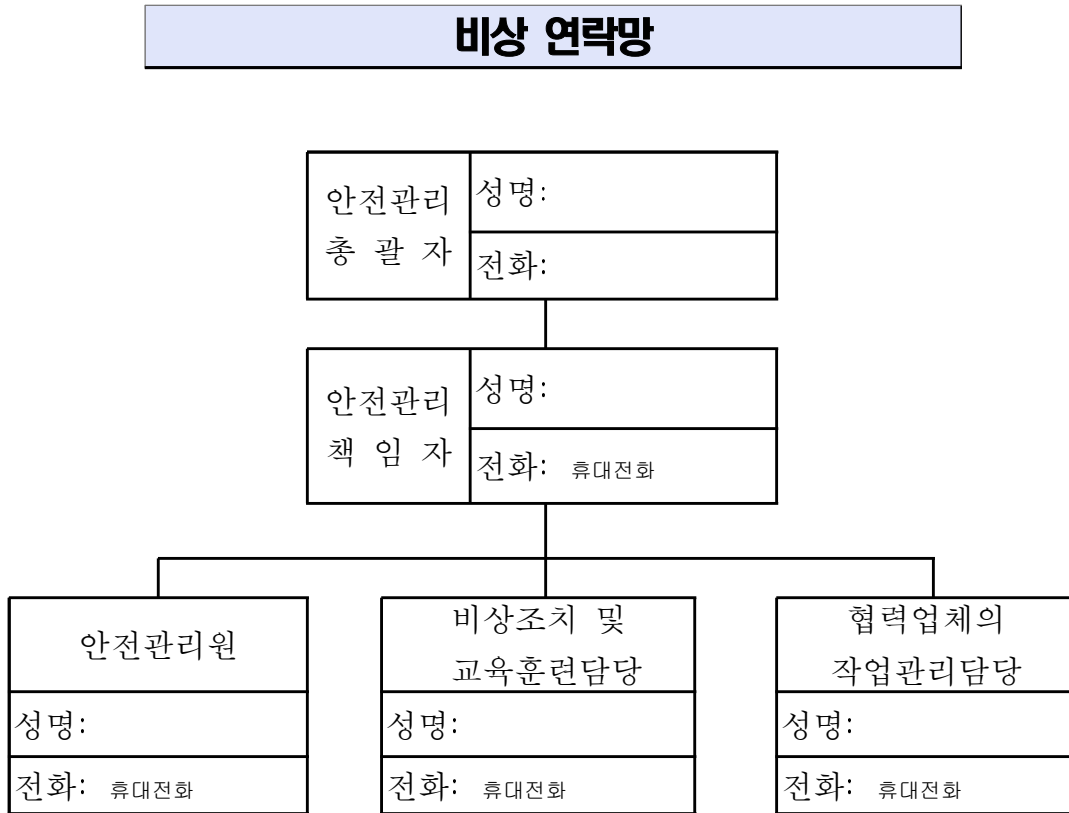 비상 연락망
안전관리
총 괄 자
성명:
전화:
안전관리
책 임 자
성명:
전화: 휴대전화
안전관리원
성명:
전화: 휴대전화
비상조치 및
교육훈련담당
성명:
전화: 휴대전화
협력업체의
작업관리담당
성명:
전화: 휴대전화